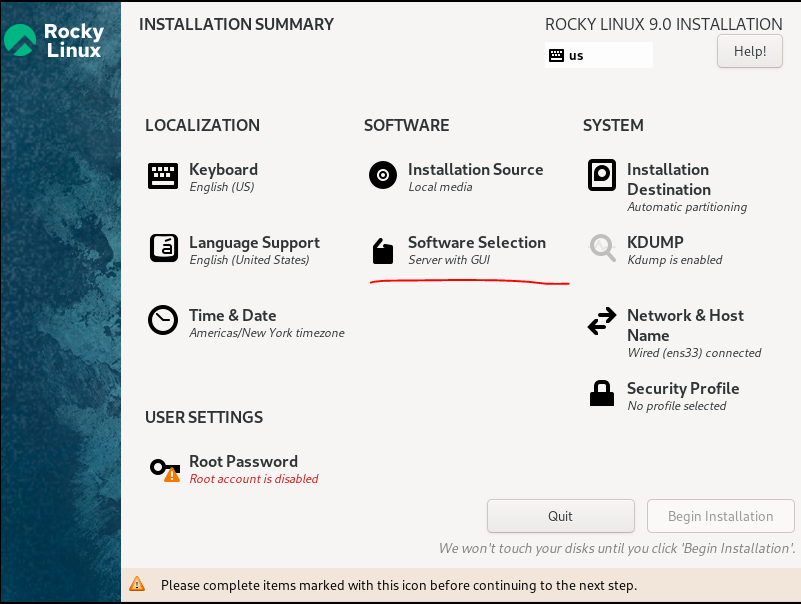 Rocky
Linux
INSTALLATION SUMMARY
ROCKY LINUX 9.0 INSTALLATION
us
Help!
LOCALIZATION
Keyboard
English (US)
Language Support
English (United States)
Time & Date
Americas/New York timezone
SOFTWARE
Installation Source
Local media
Software Selection
Server with GUI
SYSTEM
Installation
Destination
Automatic partitioning
KDUMP
Kdump is enabled
Network & Host
Name
Wired (ens33) connected
Security Profile
No profile selected
USER SETTINGS
Root Password
Root account is disabled
Quit
Begin Installation
We won't touch your disks until you click 'Begin Installation'.
Please complete items marked with this icon before continuing to the next step.